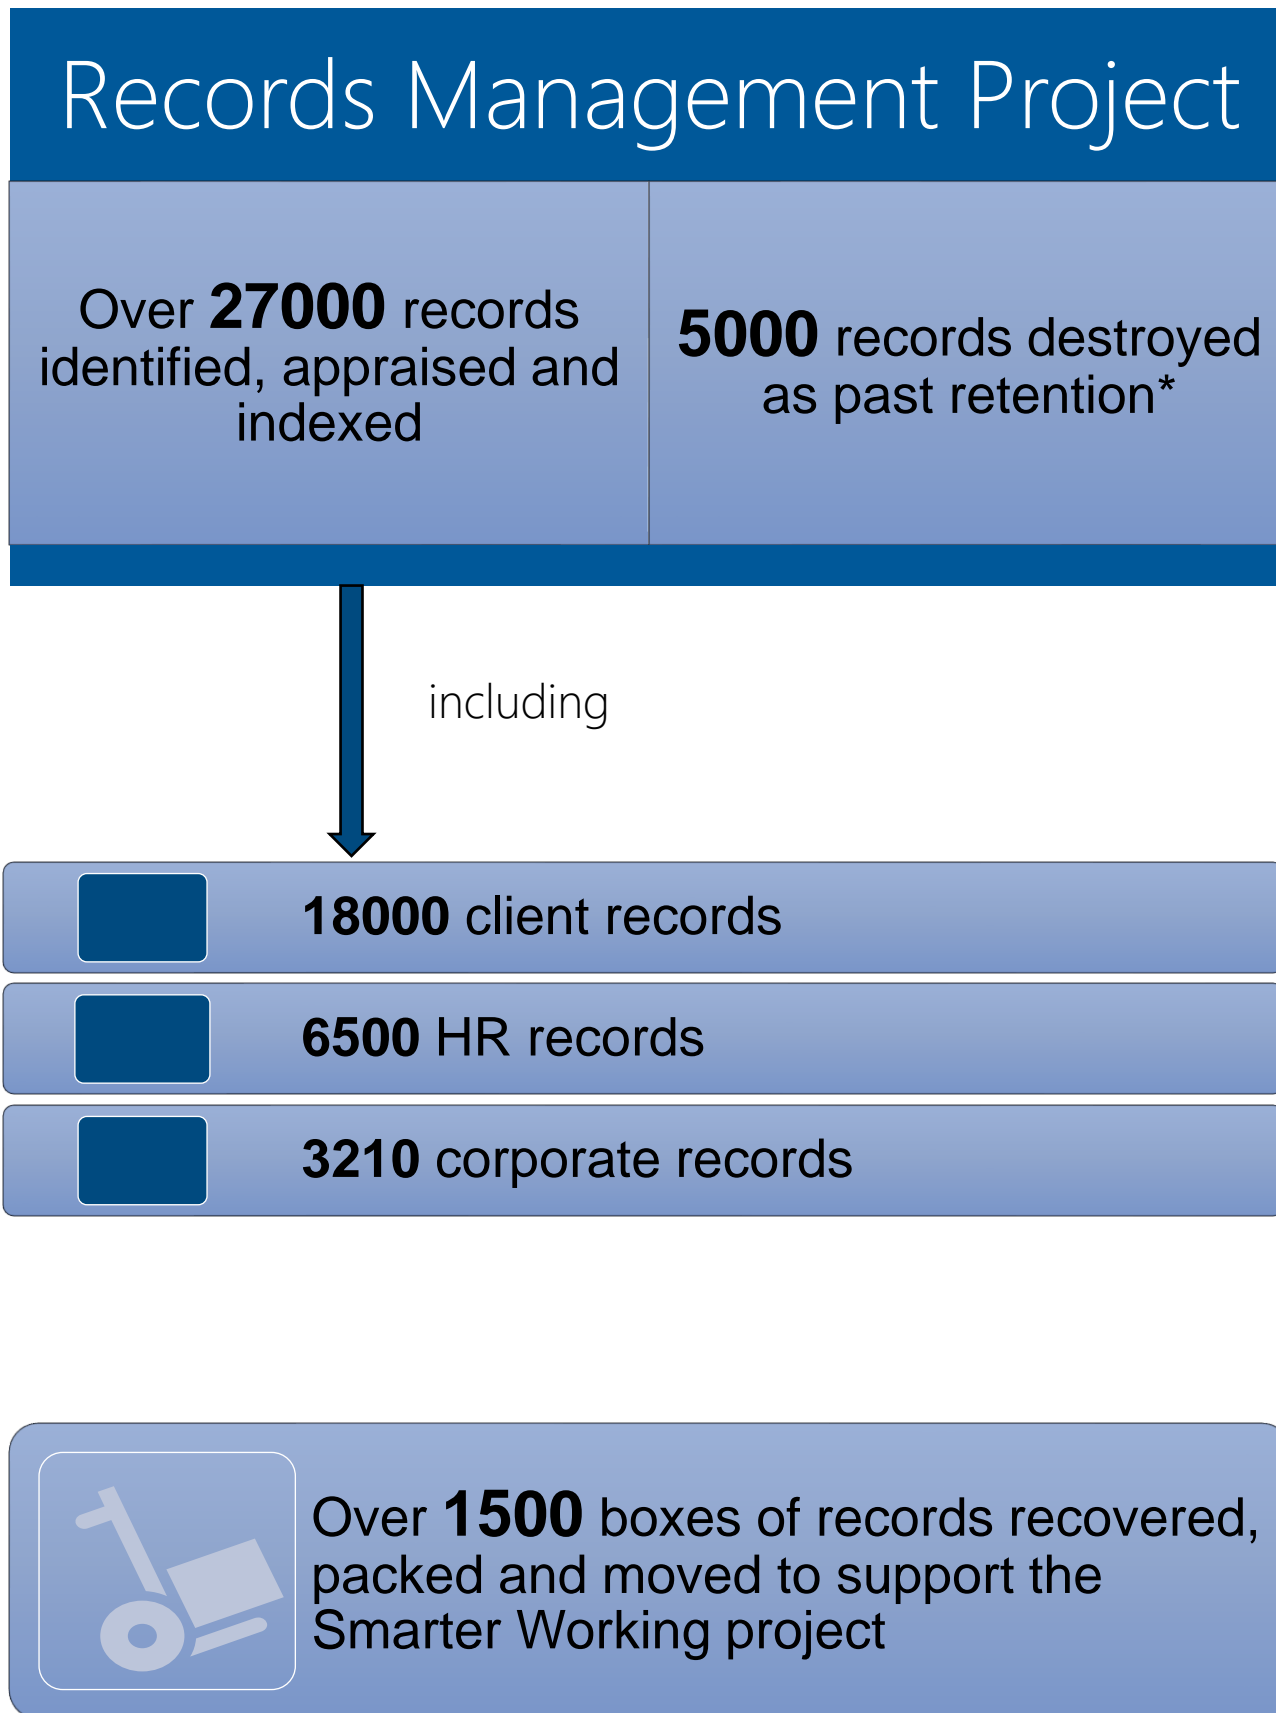 Records Management Project
Over 27000 records
identified, appraised and
indexed
5000 records destroyed
as past retention*
including
18000 client records
6500 HR records
3210 corporate records
Over 1500 boxes of records recovered,
packed and moved to support the
Smarter Working project